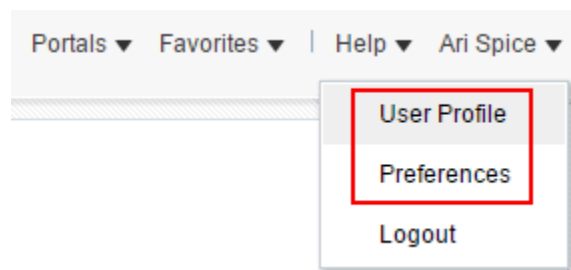 Portals ▼ Favorites ▼ | Help ▼ Ari Spice ▼
User Profile
Preferences
Logout